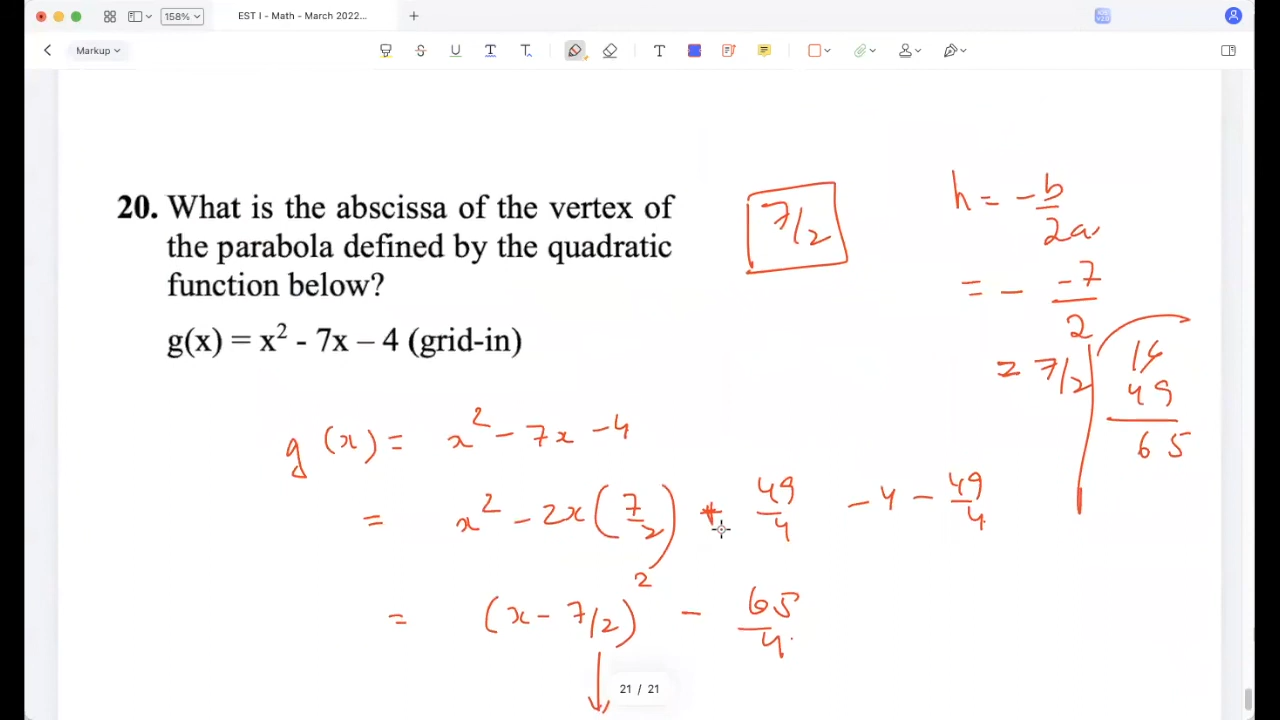 158%
EST I - Math - March 2022...
Markup
20. What is the abscissa of the vertex of
the parabola defined by the quadratic
function below?
g(x) = x² - 7x – 4 (grid-in)
7/2
h = - b/2a
= - -7/2
= 7/2
16
49
65
g(x) = x² - 7x - 4
= x² - 2x(7/2) + 49/4 - 4 - 49/4
= (x - 7/2)² - 65/4
21 / 21